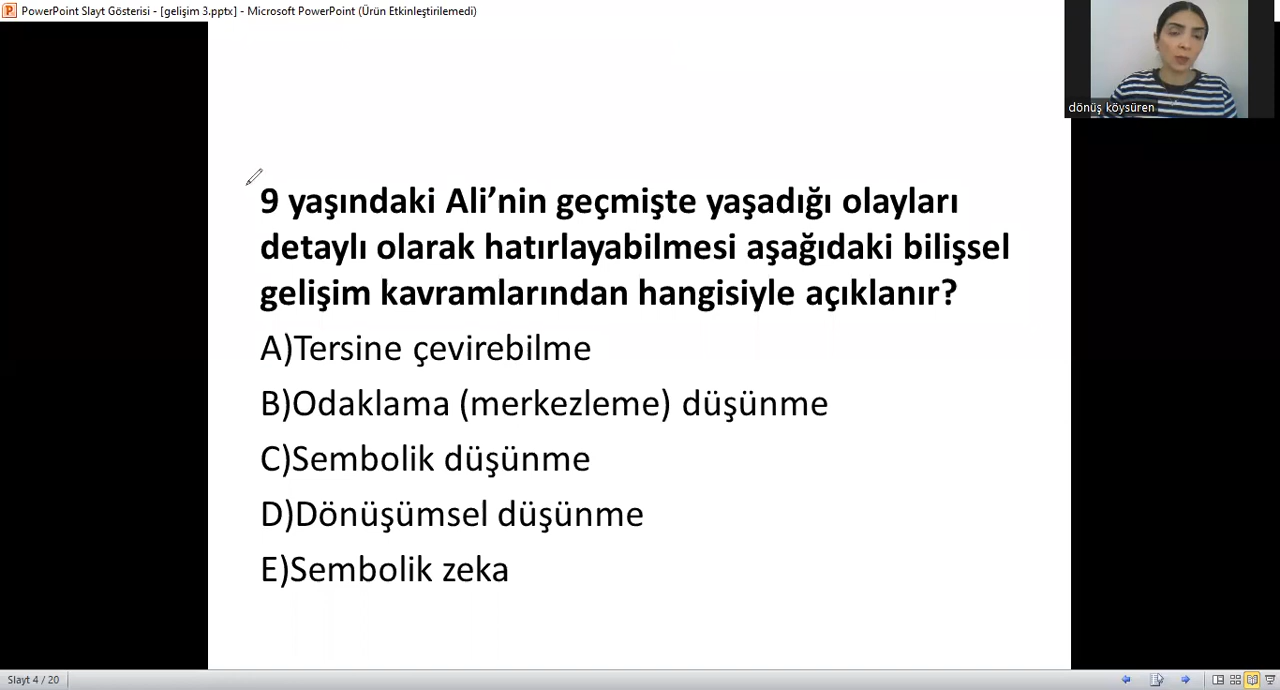 PowerPoint Slayt Gösterisi - [gelişim 3.pptx] - Microsoft PowerPoint (Ürün Etkinleştirilemedi)
dönüş köysüren
9 yaşındaki Ali’nin geçmişte yaşadığı olayları
detaylı olarak hatırlayabilmesi aşağıdaki bilişsel
gelişim kavramlarından hangisiyle açıklanır?
A)Tersine çevirebilme
B)Odaklama (merkezleme) düşünme
C)Sembolik düşünme
D)Dönüşümsel düşünme
E)Sembolik zeka
Slayt 4 / 20